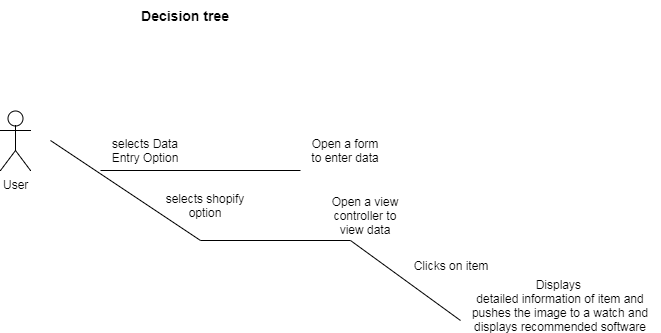 Decision tree
selects Data
Entry Option
Open a form
to enter data
User
selects shopify
option
Open a view
controller to
view data
Clicks on item
Displays
detailed information of item and
pushes the image to a watch and
displays recommended software